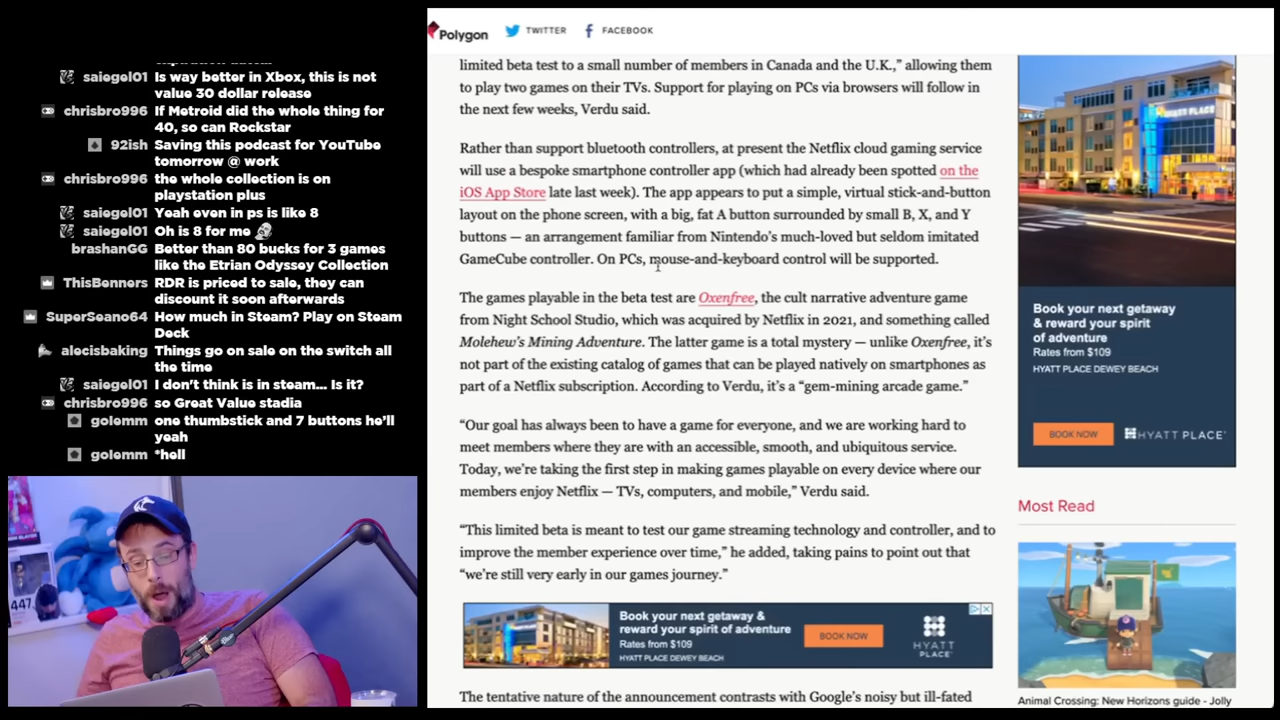 saiegel01 Is way better in Xbox, this is not
value 30 dollar release
chrisbro996 If Metroid did the whole thing for
40, so can Rockstar
92ish Saving this podcast for YouTube
tomorrow @ work
chrisbro996 the whole collection is on
playstation plus
saiegel01 Yeah even in ps is like 8
saiegel01 Oh is 8 for me
brashanGG Better than 80 bucks for 3 games
like the Etrian Odyssey Collection
ThisBenners RDR is priced to sale, they can
discount it soon afterwards
SuperSeano64 How much in Steam? Play on Steam
Deck
alecisbaking Things go on sale on the switch all
the time
saiegel01 I don't think is in steam... Is it?
chrisbro996 so Great Value stadia
golemm one thumbstick and 7 buttons he'll
yeah
golemm *hell
447
Polygon
TWITTER
FACEBOOK
limited beta test to a small number of members in Canada and the U.K.,” allowing them
to play two games on their TVs. Support for playing on PCs via browsers will follow in
the next few weeks, Verdu said.
Rather than support bluetooth controllers, at present the Netflix cloud gaming service
will use a bespoke smartphone controller app (which had already been spotted on the
iOS App Store late last week). The app appears to put a simple, virtual stick-and-button
layout on the phone screen, with a big, fat A button surrounded by small B, X, and Y
buttons — an arrangement familiar from Nintendo’s much-loved but seldom imitated
GameCube controller. On PCs, mouse-and-keyboard control will be supported.
The games playable in the beta test are Oxenfree, the cult narrative adventure game
from Night School Studio, which was acquired by Netflix in 2021, and something called
Molehew’s Mining Adventure. The latter game is a total mystery — unlike Oxenfree, it’s
not part of the existing catalog of games that can be played natively on smartphones as
part of a Netflix subscription. According to Verdu, it’s a “gem-mining arcade game.”
“Our goal has always been to have a game for everyone, and we are working hard to
meet members where they are with an accessible, smooth, and ubiquitous service.
Today, we’re taking the first step in making games playable on every device where our
members enjoy Netflix — TVs, computers, and mobile,” Verdu said.
“This limited beta is meant to test our game streaming technology and controller, and to
improve the member experience over time,” he added, taking pains to point out that
“we’re still very early in our games journey.”
Book your next getaway &
reward your spirit of adventure
Rates from $109
HYATT PLACE DEWEY BEACH
BOOK NOW
HYATT
PLACE
The tentative nature of the announcement contrasts with Google’s noisy but ill-fated
HYATT PLACE
Book your next getaway
& reward your spirit
of adventure
Rates from $109
HYATT PLACE DEWEY BEACH
BOOK NOW
HYATT PLACE
Most Read
Animal Crossing: New Horizons guide - Jolly